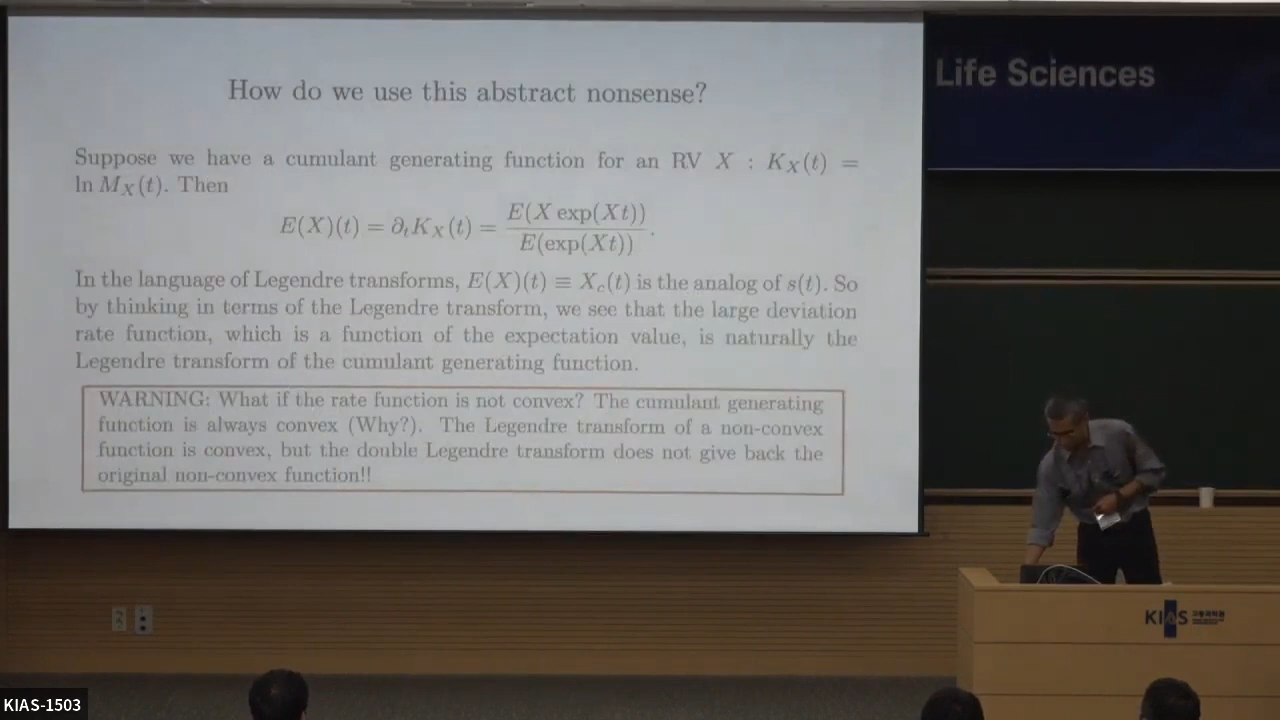 How do we use this abstract nonsense?
Suppose we have a cumulant generating function for an RV X : K_X(t) =
ln M_X(t). Then
E(X)(t) = ∂_t K_X(t) = E(X exp(Xt)) / E(exp(Xt)) .
In the language of Legendre transforms, E(X)(t) ≡ X_c(t) is the analog of s(t). So
by thinking in terms of the Legendre transform, we see that the large deviation
rate function, which is a function of the expectation value, is naturally the
Legendre transform of the cumulant generating function.
WARNING: What if the rate function is not convex? The cumulant generating
function is always convex (Why?). The Legendre transform of a non-convex
function is convex, but the double Legendre transform does not give back the
original non-convex function!!
Life Sciences
KIAS 고등과학원
KIAS-1503